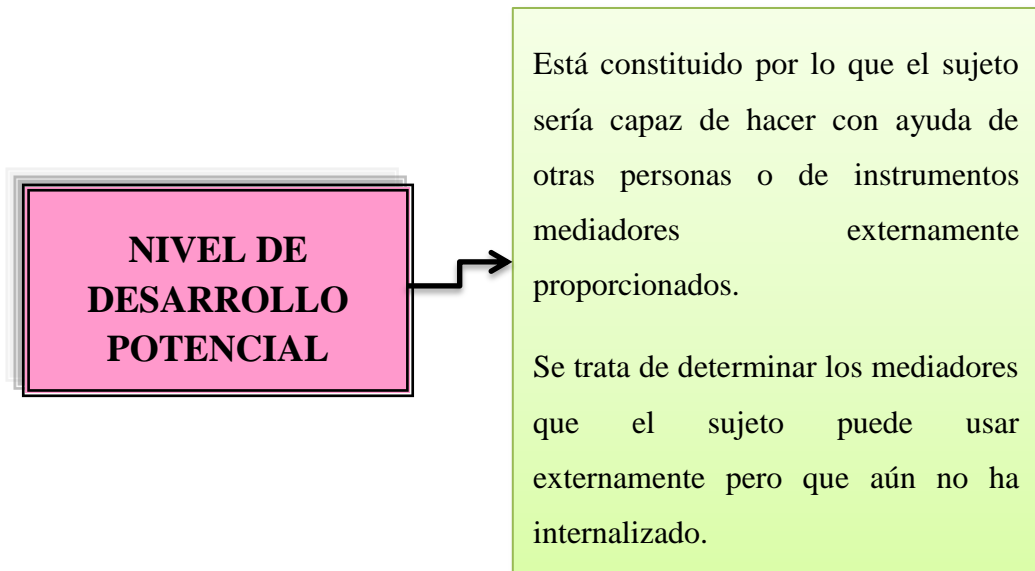 NIVEL DE
DESARROLLO
POTENCIAL
Está constituido por lo que el sujeto
sería capaz de hacer con ayuda de
otras personas o de instrumentos
mediadores externamente
proporcionados.
Se trata de determinar los mediadores
que el sujeto puede usar
externamente pero que aún no ha
internalizado.